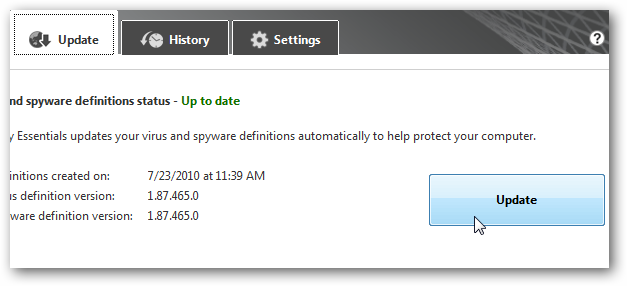 Update
History
Settings
?
nd spyware definitions status - Up to date
y Essentials updates your virus and spyware definitions automatically to help protect your computer.
initions created on: 7/23/2010 at 11:39 AM
us definition version: 1.87.465.0
ware definition version: 1.87.465.0
Update